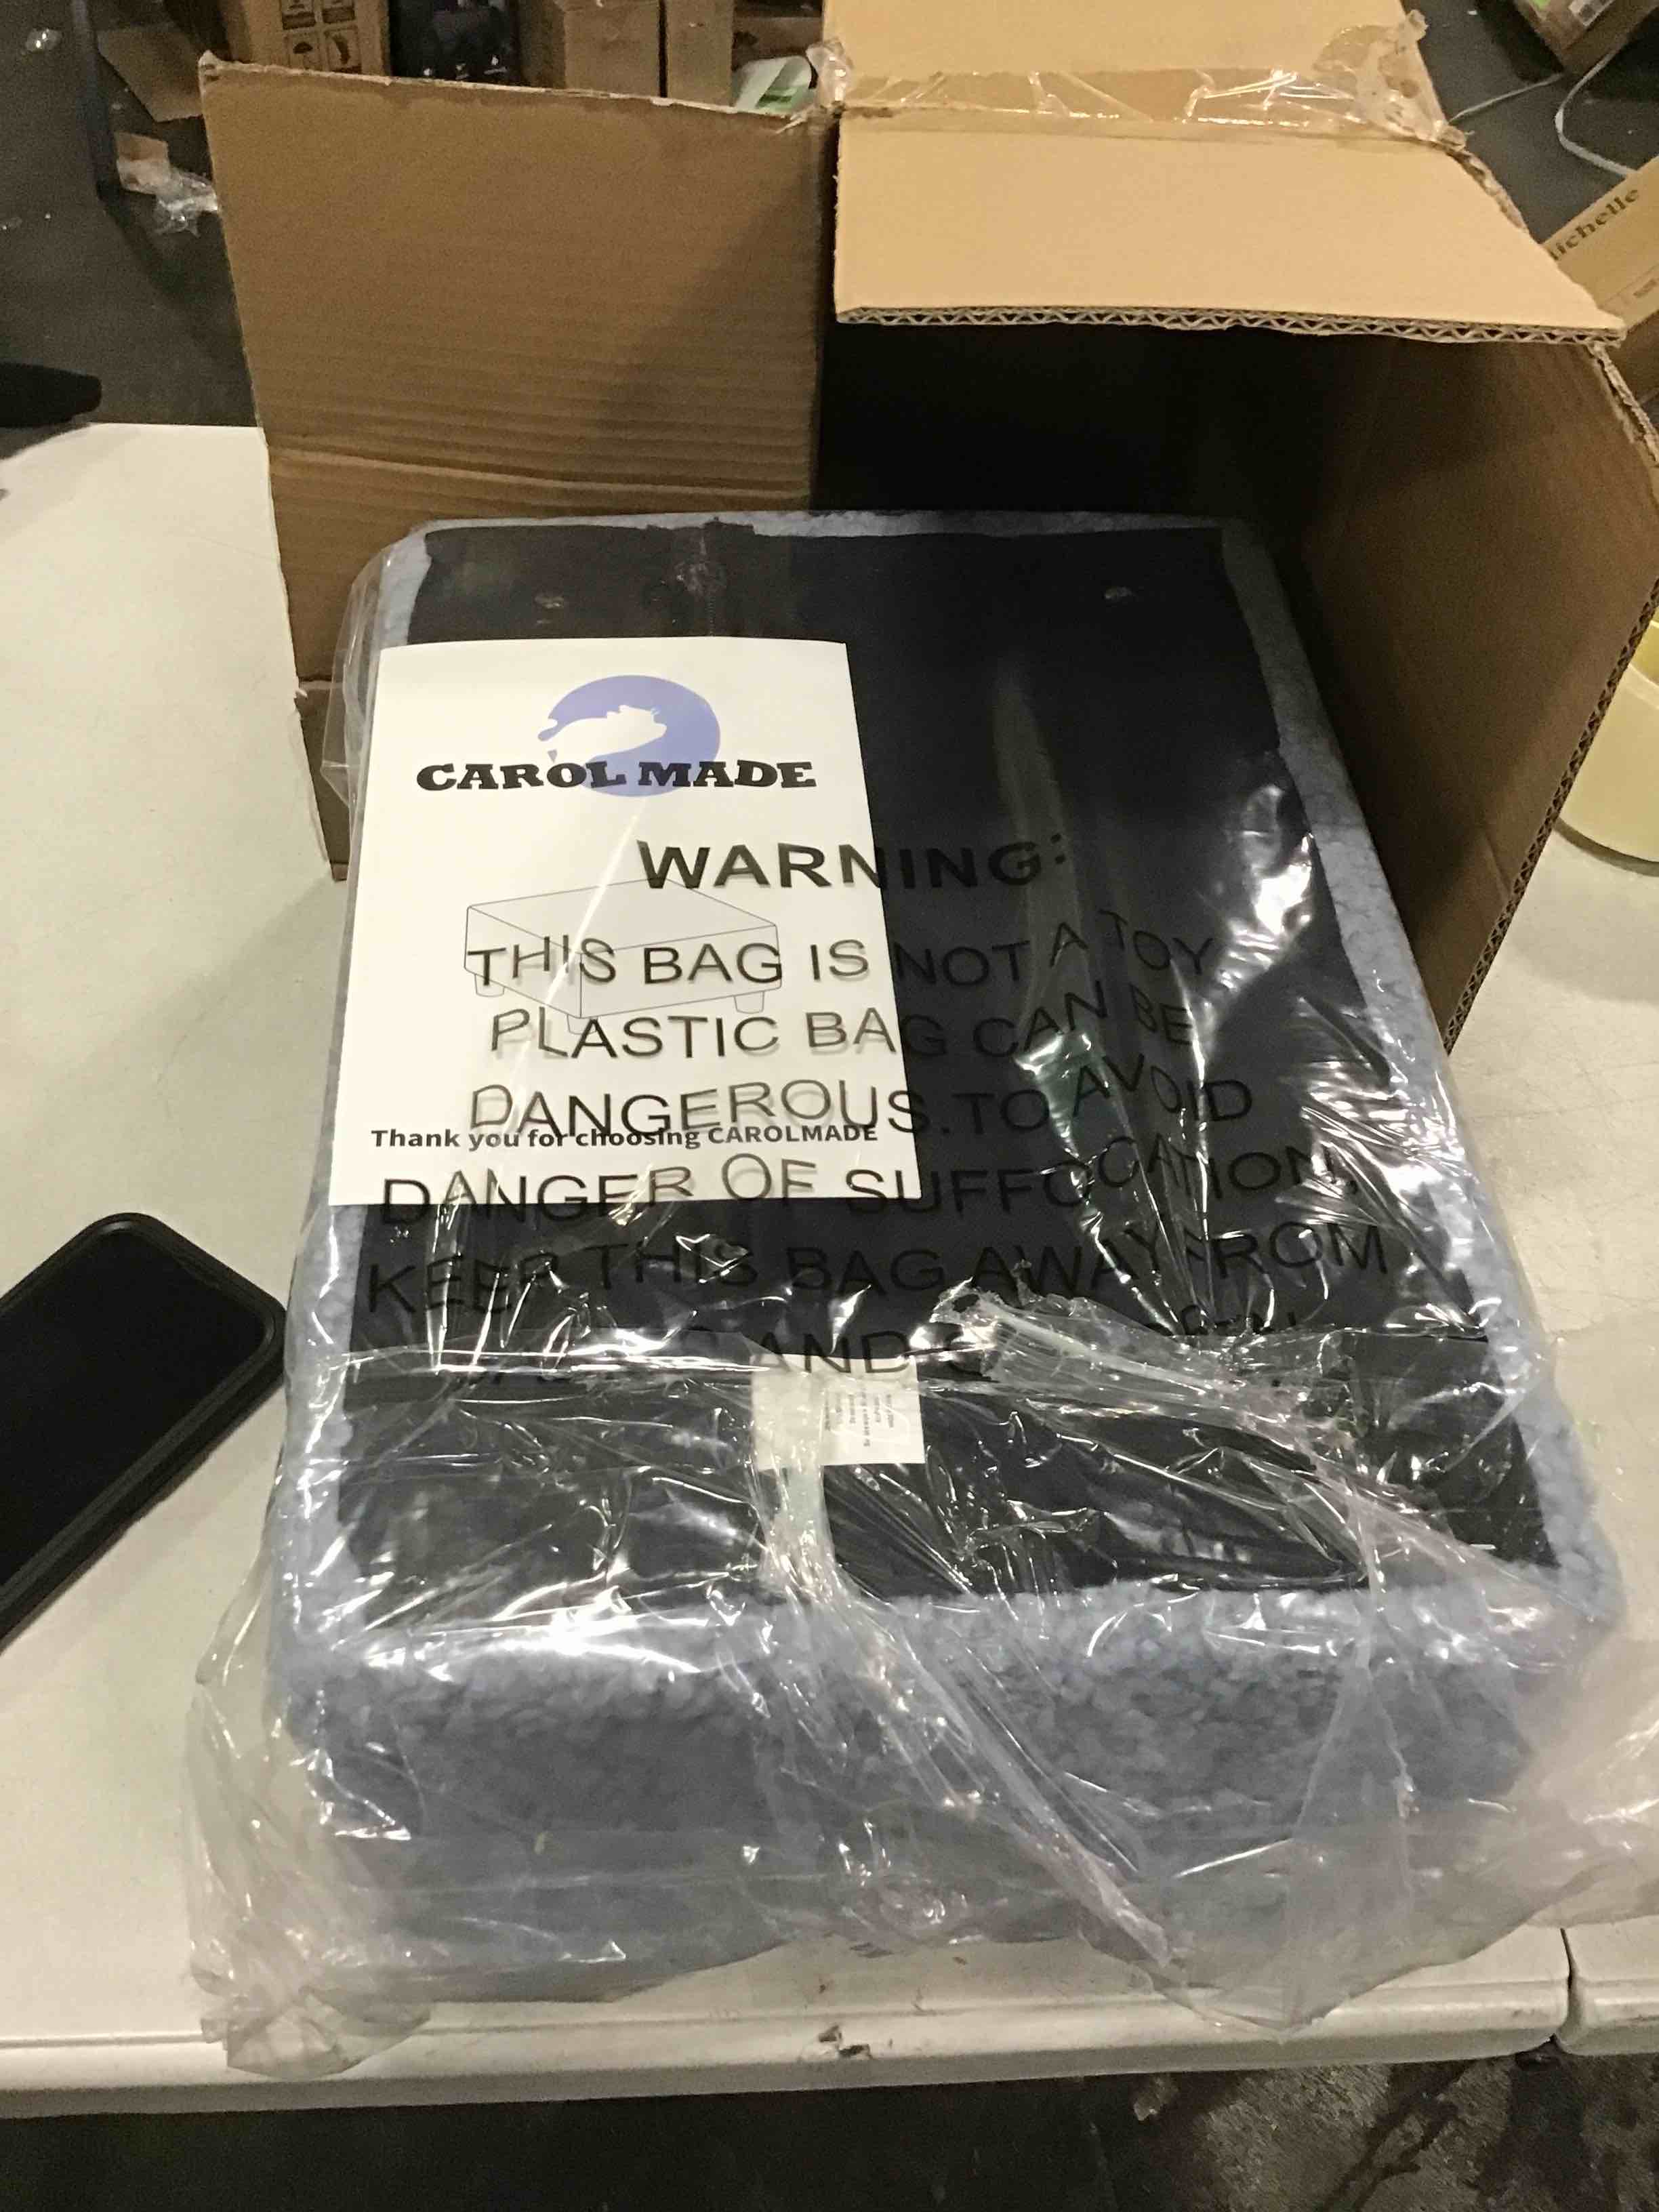 ichelle
CAROL MADE
WARNING:
THIS BAG IS NOT A TOY
PLASTIC BAG CAN BE
DANGEROUS. TO AVOID
Thank you for choosing CAROLMADE
DANGER OF SUFFOCATION,
KEEP THIS BAG AWAY FROM
AND